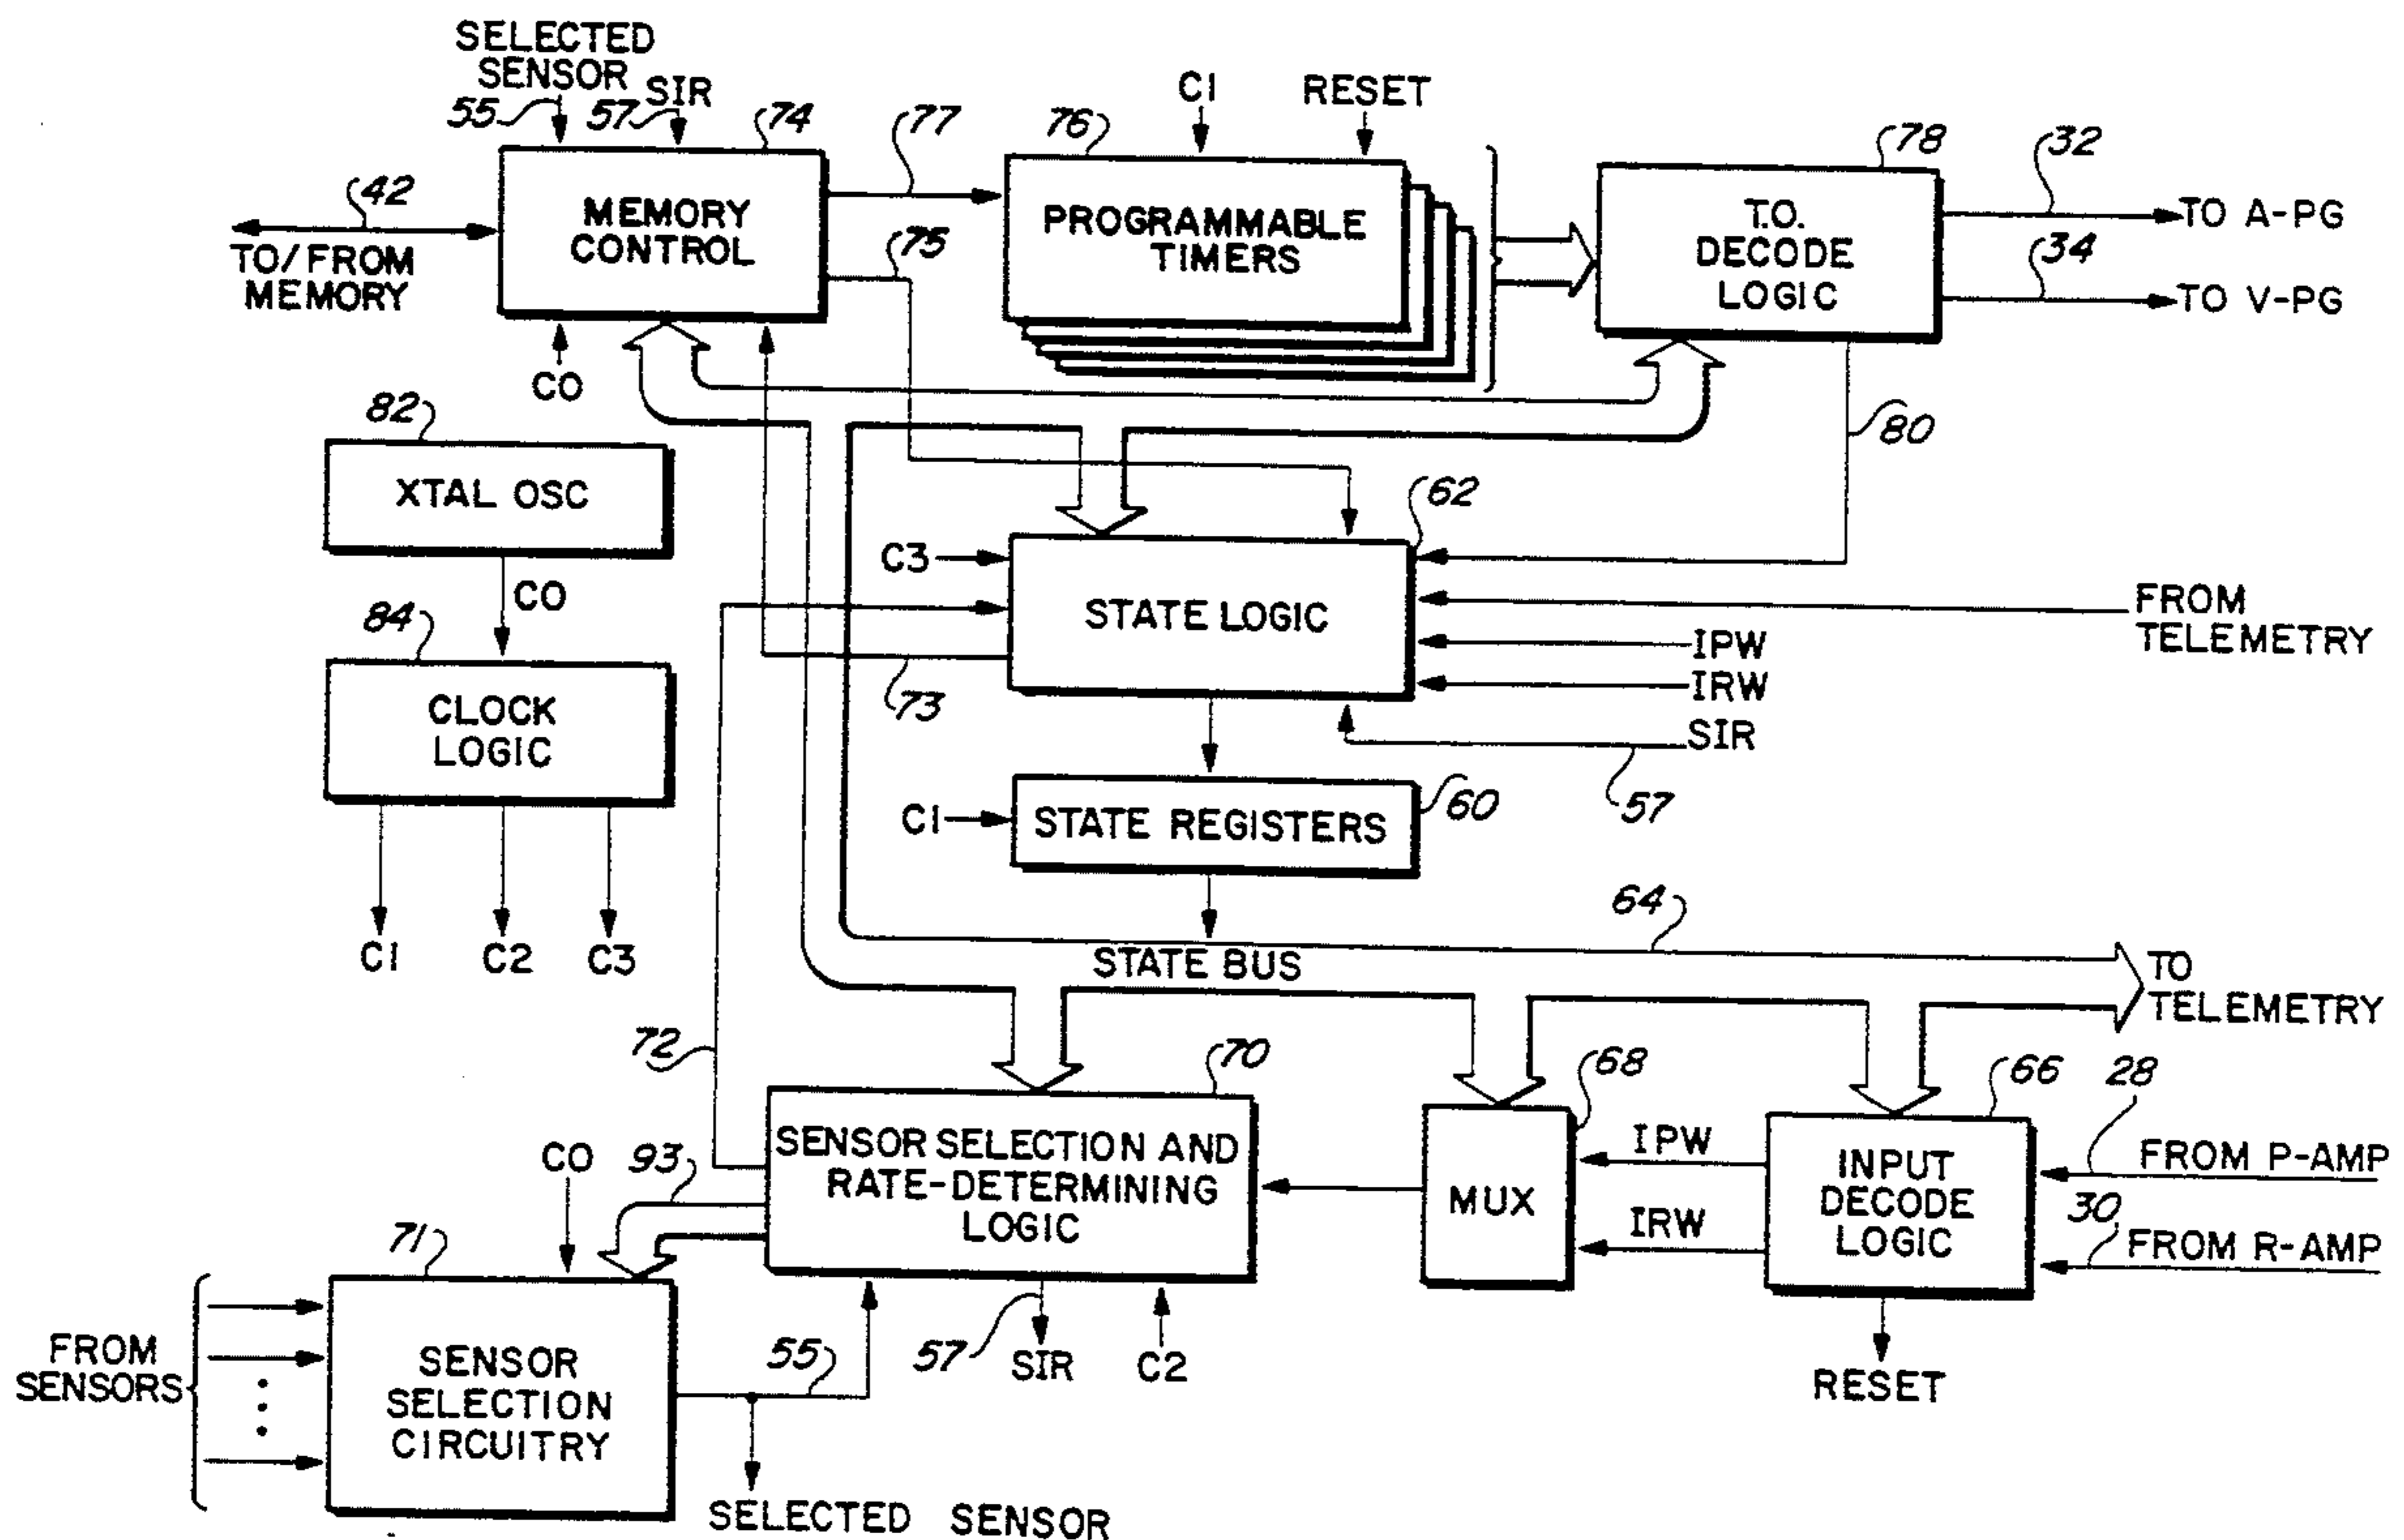 SELECTED
SENSOR
55
57
SIR
74
77
C1
RESET
76
78
32
42
TO/FROM
MEMORY
MEMORY
CONTROL
75
PROGRAMMABLE
TIMERS
T.O.
DECODE
LOGIC
TO A-PG
34
TO V-PG
CO
82
XTAL OSC
80
62
CO
C3
STATE LOGIC
FROM
TELEMETRY
IPW
IRW
SIR
57
84
CLOCK
LOGIC
73
C1
STATE REGISTERS
60
C1
C2
C3
64
STATE BUS
TO
TELEMETRY
72
70
68
66
28
CO
93
SENSOR SELECTION AND
RATE-DETERMINING
LOGIC
MUX
IPW
IRW
INPUT
DECODE
LOGIC
FROM P-AMP
30
FROM R-AMP
71
FROM
SENSORS
SENSOR
SELECTION
CIRCUITRY
55
57
SIR
C2
RESET
SELECTED SENSOR